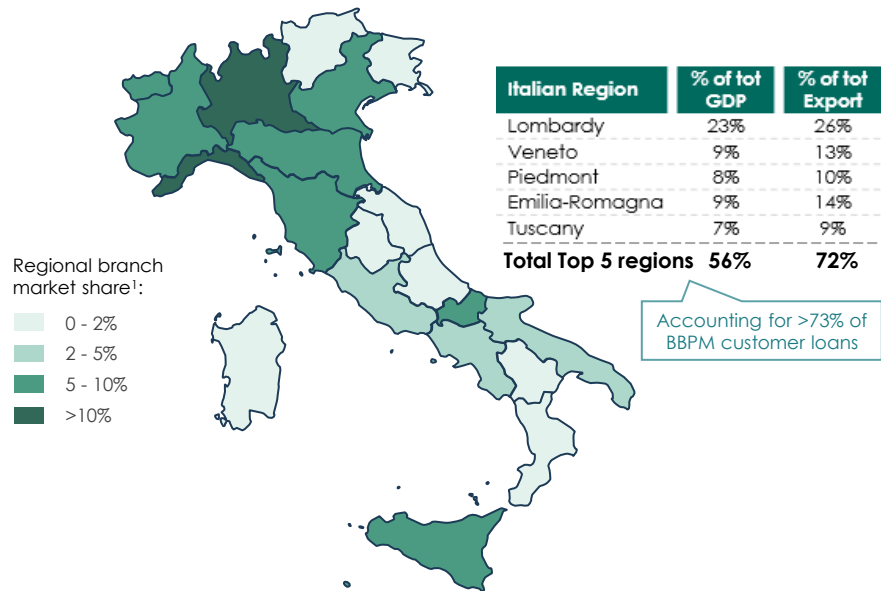 Italian Region % of tot GDP % of tot Export
Lombardy 23% 26%
Veneto 9% 13%
Piedmont 8% 10%
Emilia-Romagna 9% 14%
Tuscany 7% 9%
Total Top 5 regions 56% 72%
Accounting for >73% of
BBPM customer loans
Regional branch
market share¹:
0 - 2%
2 - 5%
5 - 10%
>10%